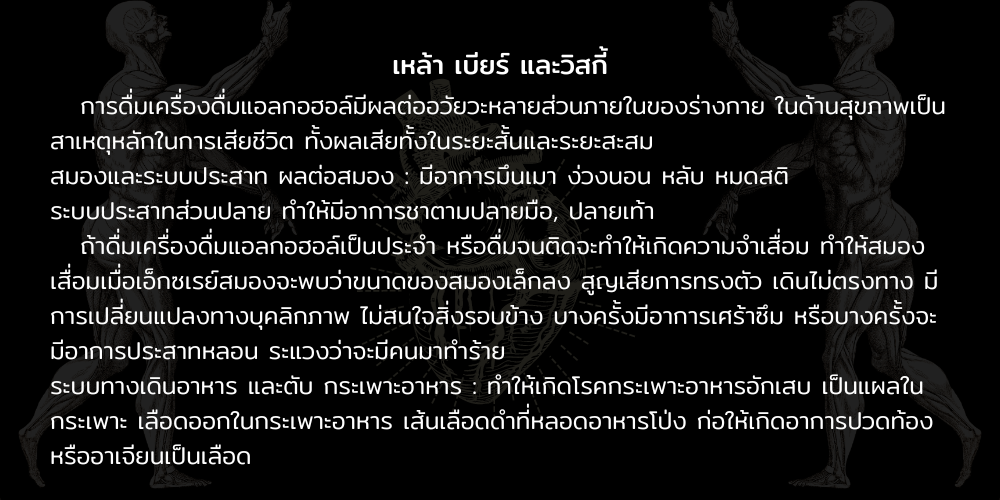 เหล้า เบียร์ และวิสกี้
การดื่มเครื่องดื่มแอลกอฮอล์มีผลต่ออวัยวะหลายส่วนภายในของร่างกาย ในด้านสุขภาพเป็น
สาเหตุหลักในการเสียชีวิต ทั้งผลเสียทั้งในระยะสั้นและระยะสะสม
สมองและระบบประสาท ผลต่อสมอง : มีอาการมึนเมา ง่วงนอน หลับ หมดสติ
ระบบประสาทส่วนปลาย ทำให้มีอาการชาตามปลายมือ, ปลายเท้า
ถ้าดื่มเครื่องดื่มแอลกอฮอล์เป็นประจำ หรือดื่มจนติดจะทำให้เกิดความจำเสื่อม ทำให้สมอง
เสื่อมเมื่อเอ็กซเรย์สมองจะพบว่าขนาดของสมองเล็กลง สูญเสียการทรงตัว เดินไม่ตรงทาง มี
การเปลี่ยนแปลงทางบุคลิกภาพ ไม่สนใจสิ่งรอบข้าง บางครั้งมีอาการเศร้าซึม หรือบางครั้งจะ
มีอาการประสาทหลอน ระแวงว่าจะมีคนมาทำร้าย
ระบบทางเดินอาหาร และตับ กระเพาะอาหาร : ทำให้เกิดโรคกระเพาะอาหารอักเสบ เป็นแผลใน
กระเพาะ เลือดออกในกระเพาะอาหาร เส้นเลือดดำที่หลอดอาหารโป่ง ก่อให้เกิดอาการปวดท้อง
หรืออาเจียนเป็นเลือด